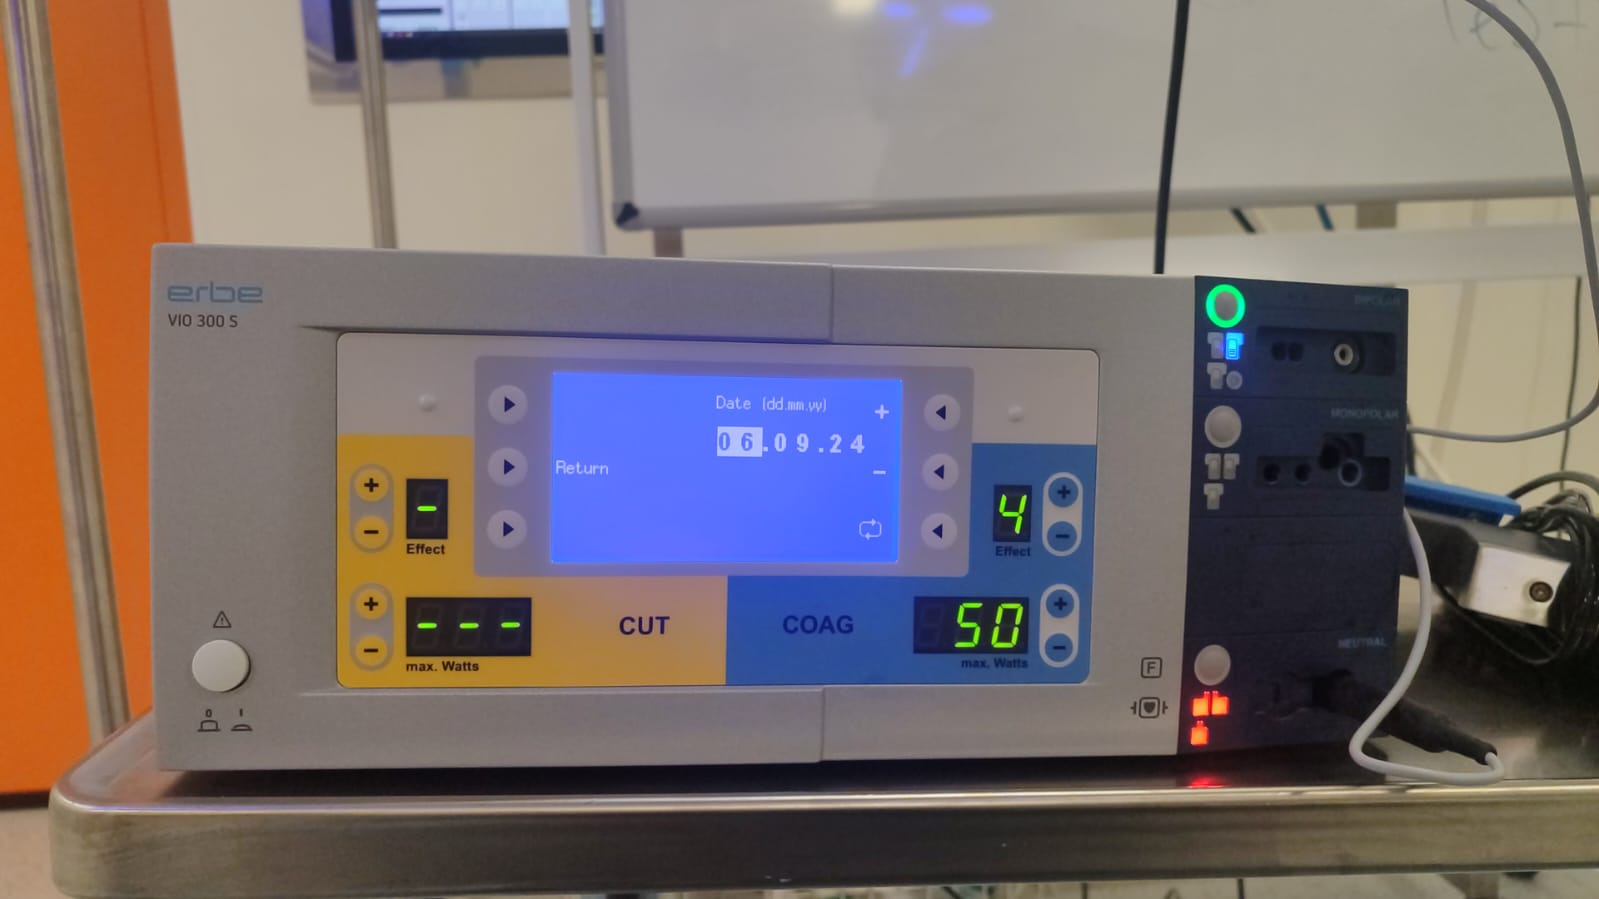 erbe
VIO 300 S
Date (dd.mm.yy)
+
06.09.24
Return
−
+
−
-
Effect
4
Effect
+
−
+
−
- - -
max. Watts
CUT
COAG
50
max. Watts
+
−
0 I
F
BIPOLAR
MONOPOLAR
NEUTRAL